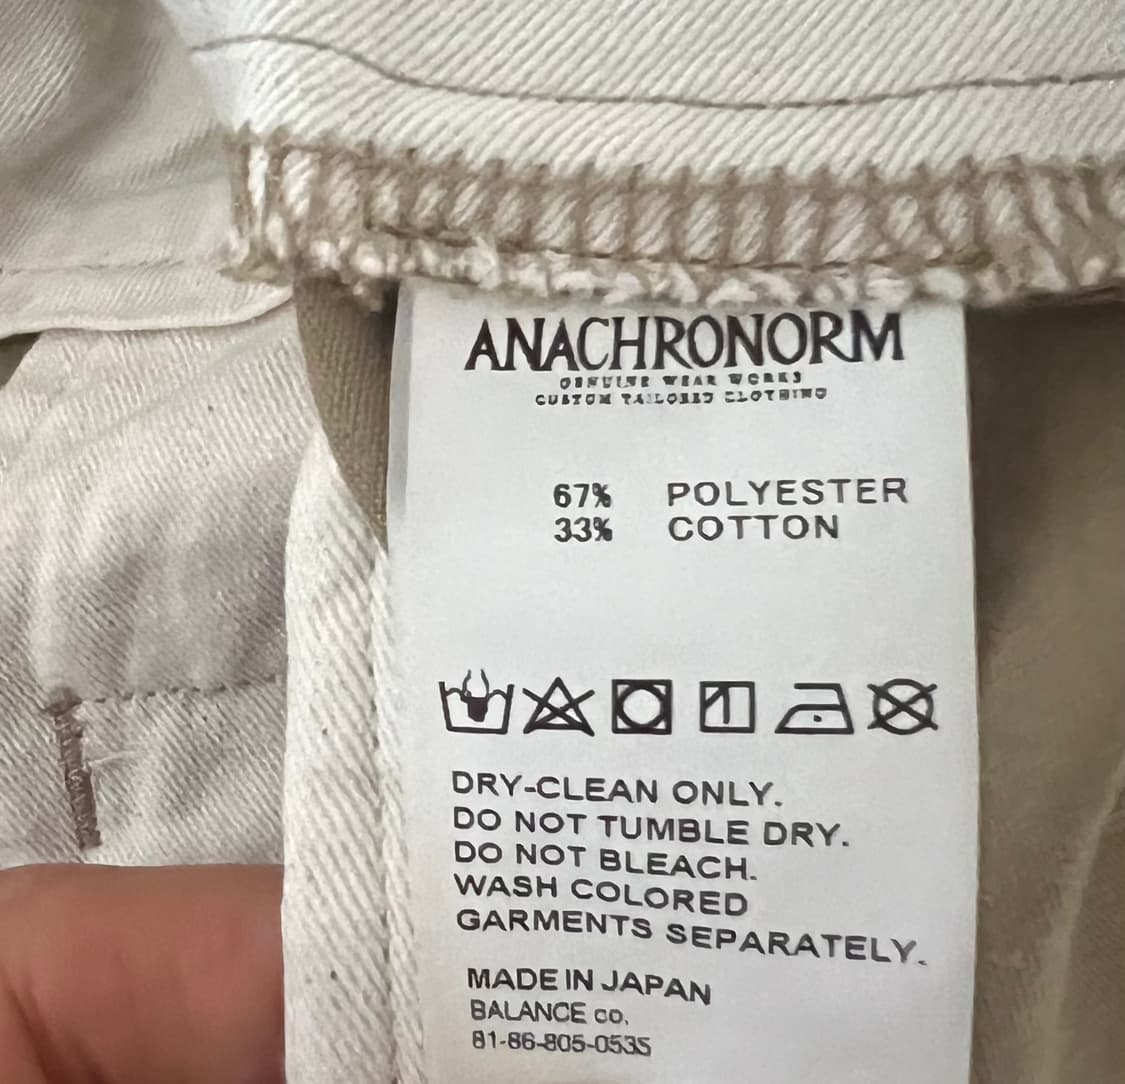 ANACHRONORM
GENUINE WEAR WORKS
CUSTOM TAILORED CLOTHING
67% POLYESTER
33% COTTON
DRY-CLEAN ONLY.
DO NOT TUMBLE DRY.
DO NOT BLEACH.
WASH COLORED
GARMENTS SEPARATELY.
MADE IN JAPAN
BALANCE co.
81-86-805-0535